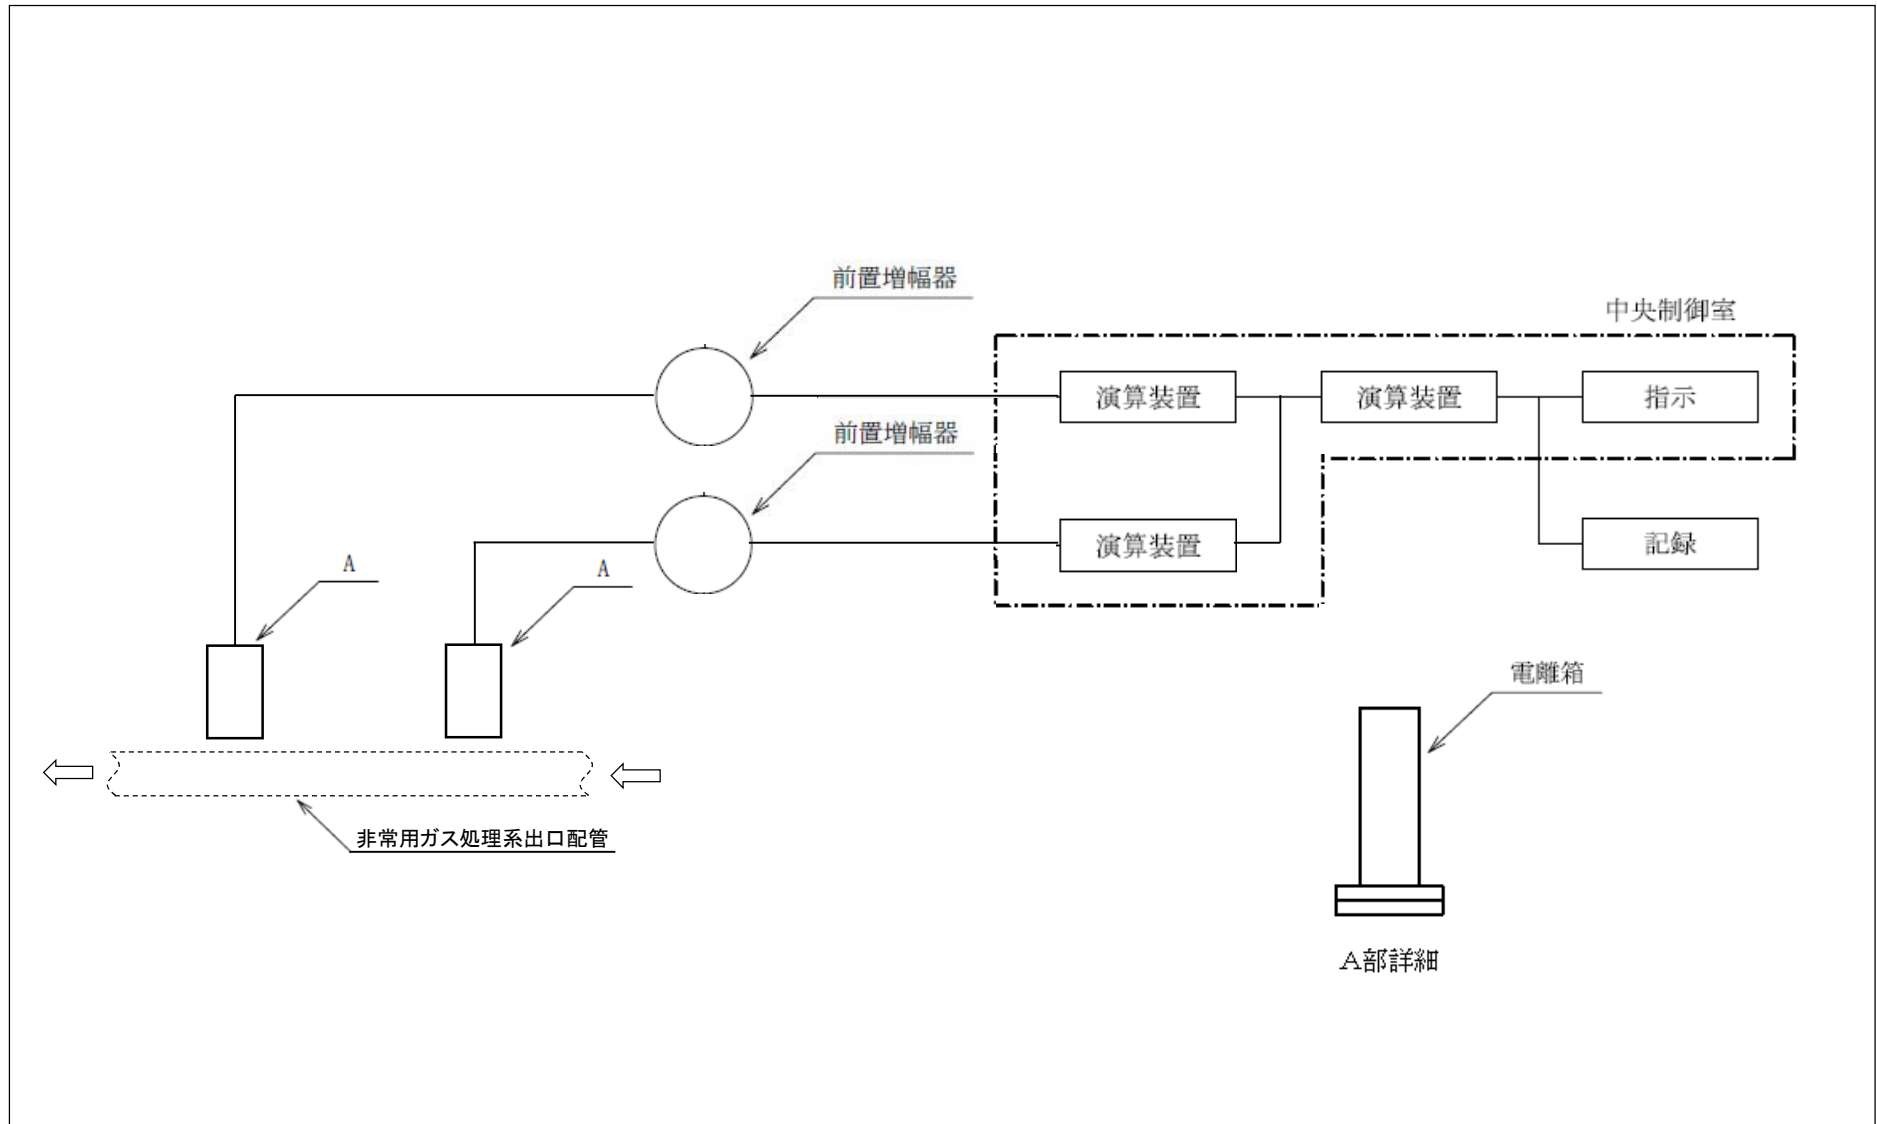 前置増幅器
中央制御室
演算装置
演算装置
指示
前置増幅器
演算装置
記録
A
A
電離箱
非常用ガス処理系出口配管
A部詳細